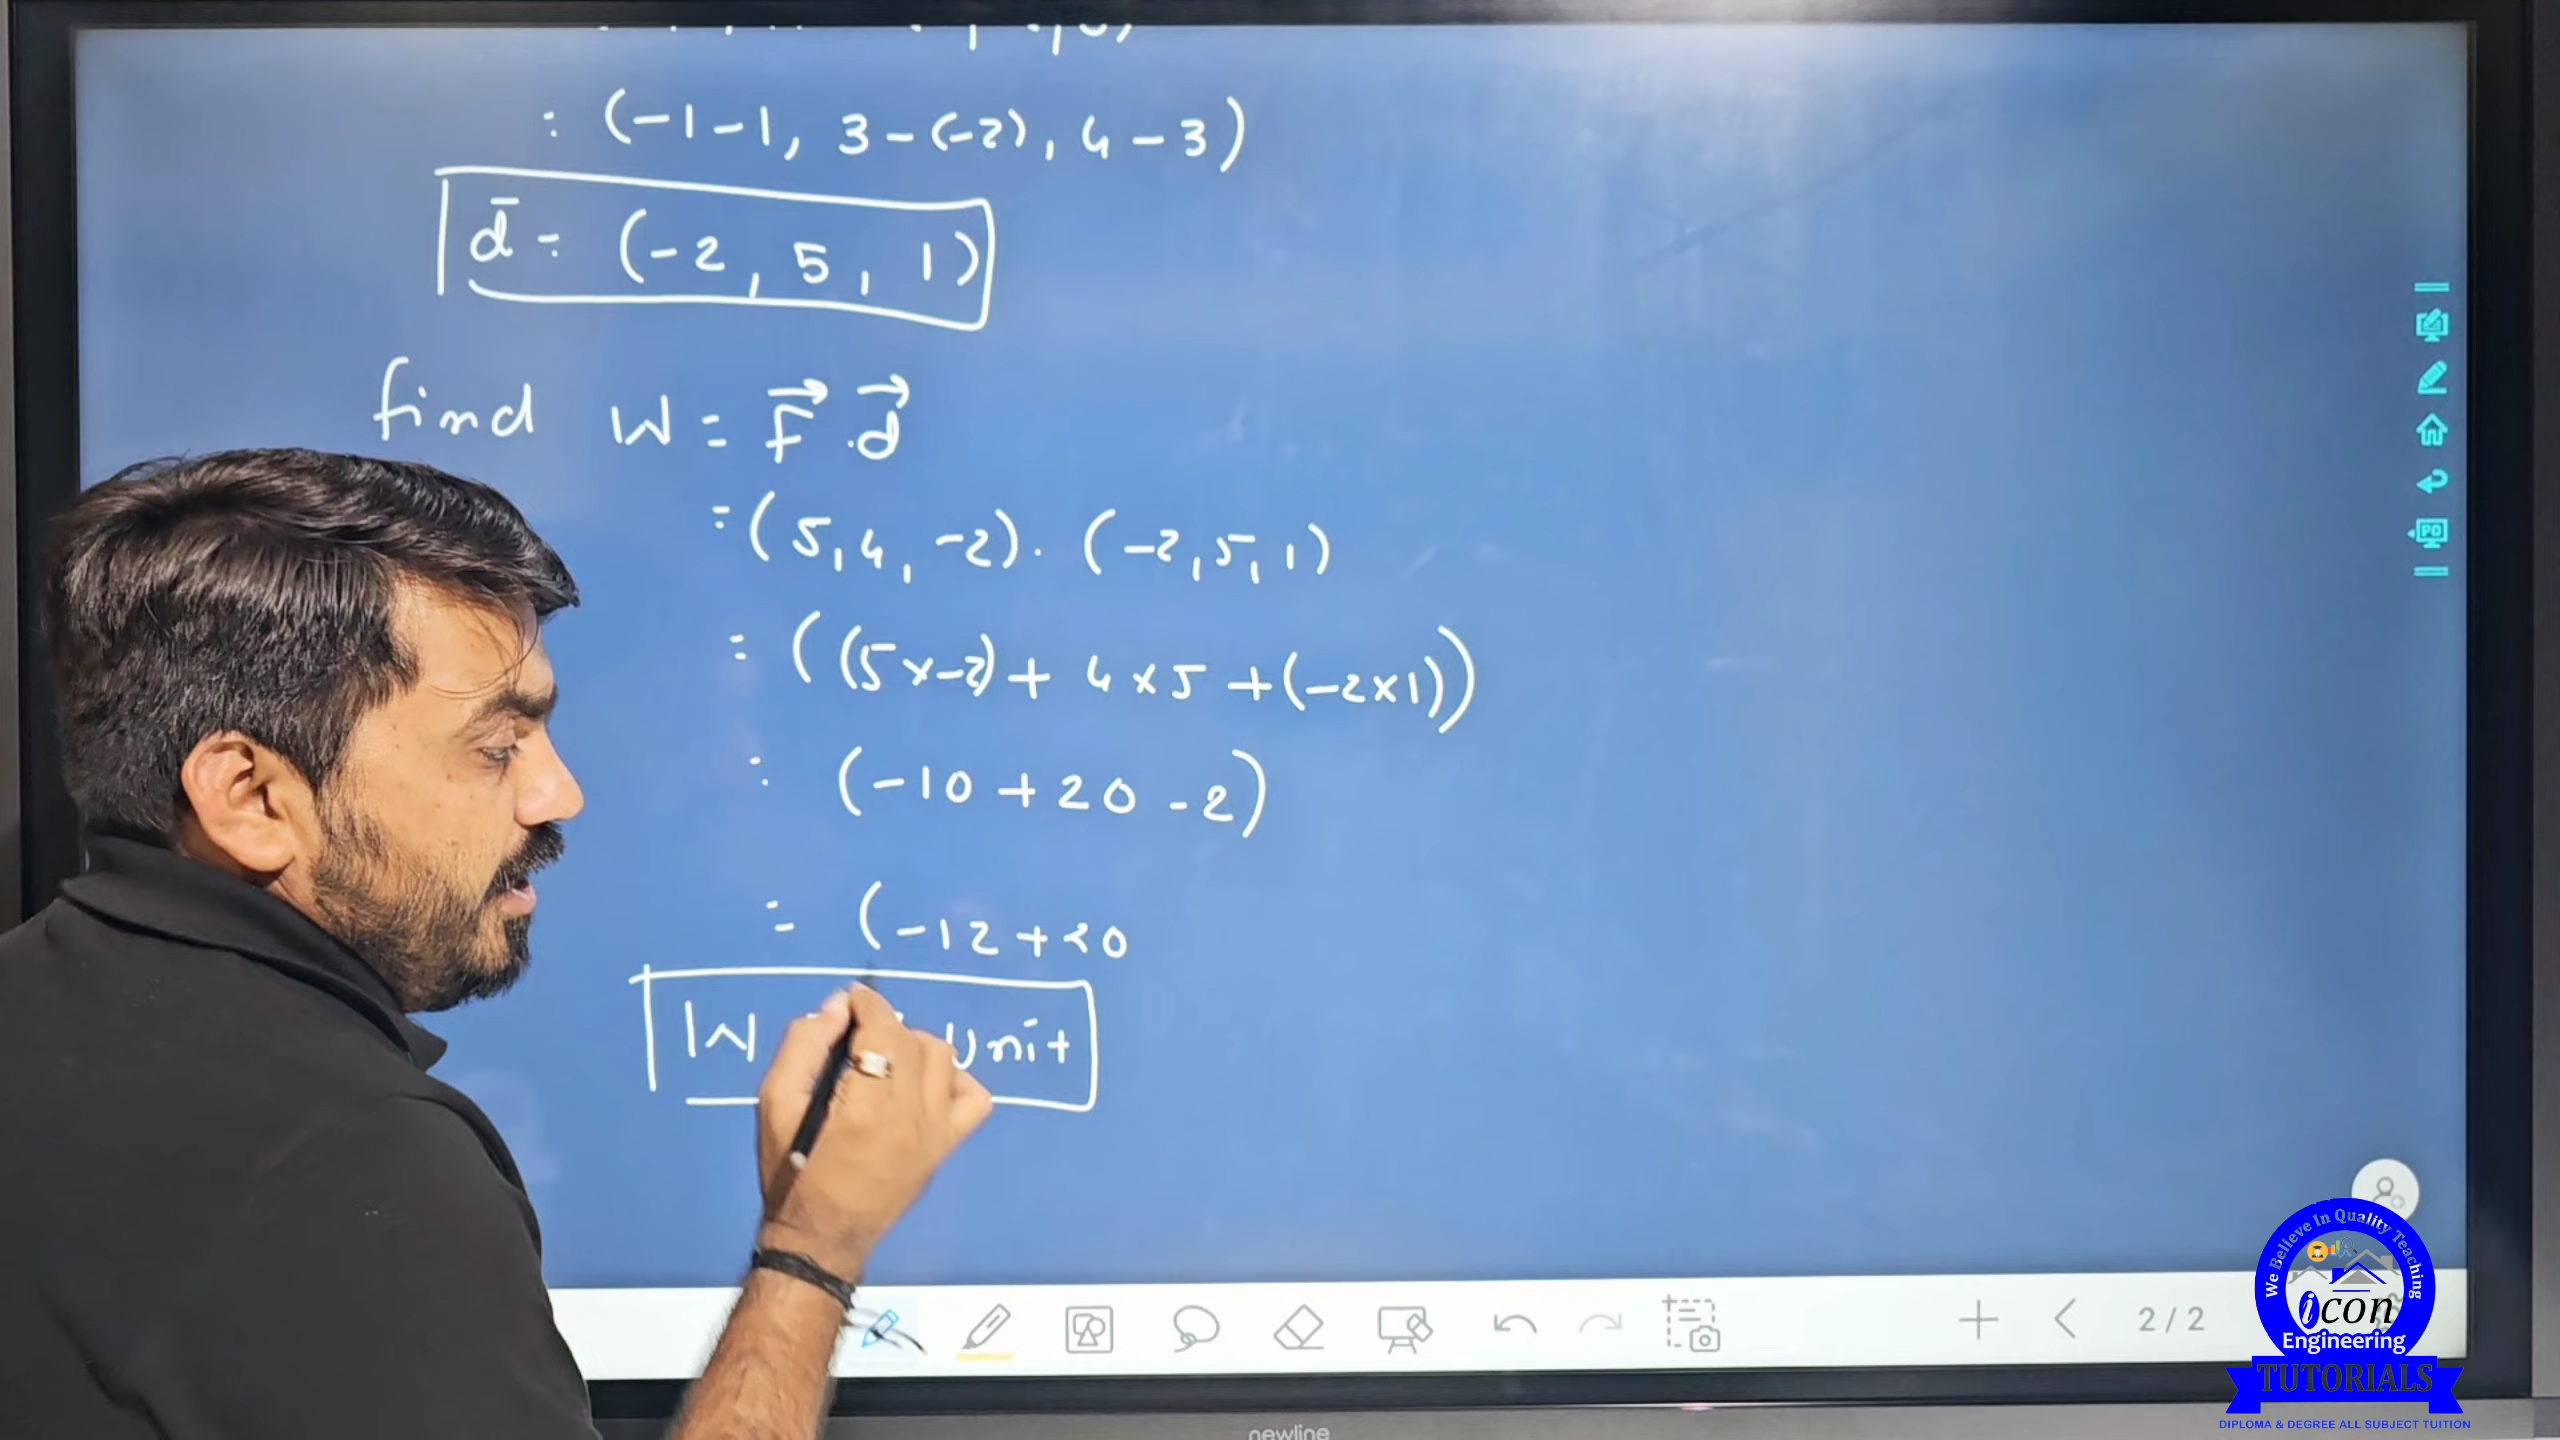 = (-1-1, 3-(-2), 4-3)
d̄ = (-2, 5, 1)
find W = F⃗ . d⃗
= (5, 4, -2) . (-2, 5, 1)
= ((5×-2) + 4×5 + (-2×1))
= (-10 + 20 - 2)
= (-12 + 20
W Unit
2/2
We Believe In Quality Teaching
icon
Engineering
TUTORIALS
DIPLOMA & DEGREE ALL SUBJECT TUITION
newline
PD